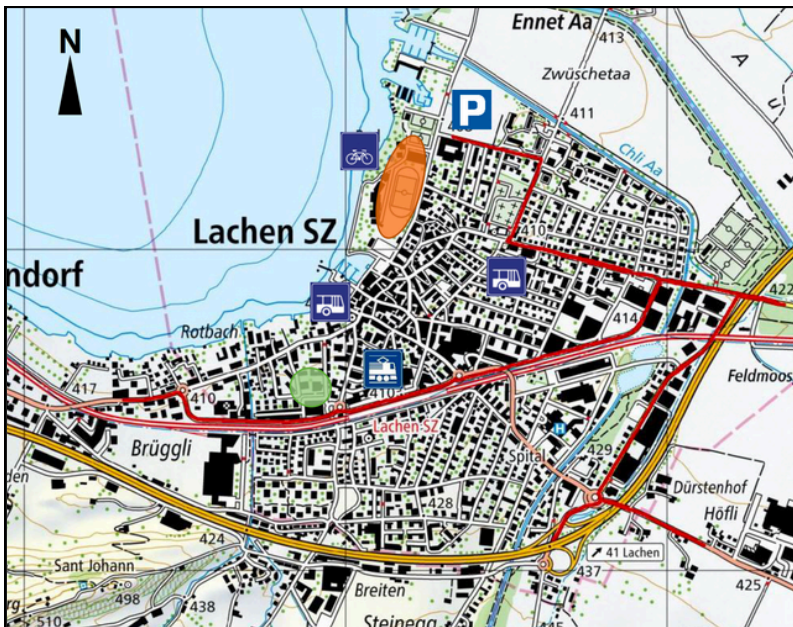 Ennet Aa
413
N
Zwüschetaa
P
411
Chli Aa
Lachen SZ
410
ndorf
422
414
Rotbach
417
410
Feldmoos
Lachen SZ
Brüggli
H
429
Spital
Dürstenhof
428
Höfli
424
41 Lachen
Sant Johann
437
425
498
438
Breiten
510
Steinegg